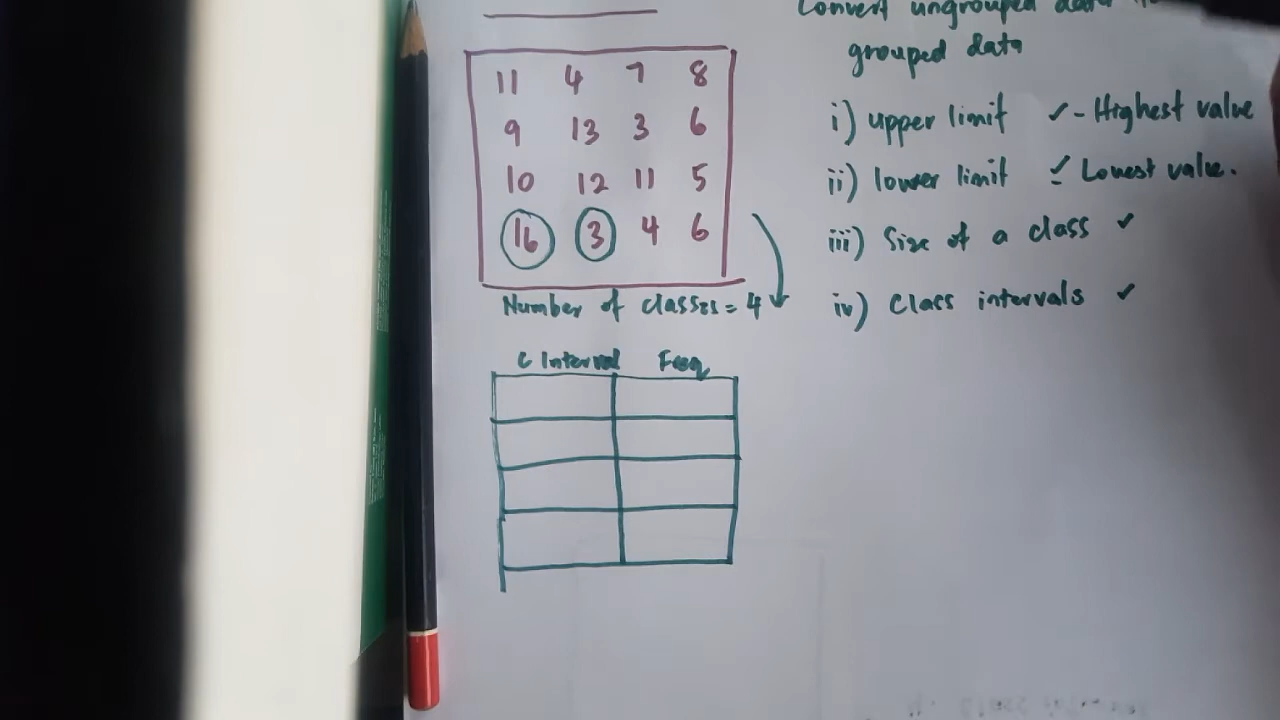 Convert ungrouped data
grouped data
11 4 7 8
9 13 3 6
10 12 11 5
16 3 4 6
Number of classes = 4
i) upper limit ✓ - Highest value
ii) lower limit ✓ - Lowest value.
iii) Size of a class ✓
iv) Class intervals ✓
C Interval Freq